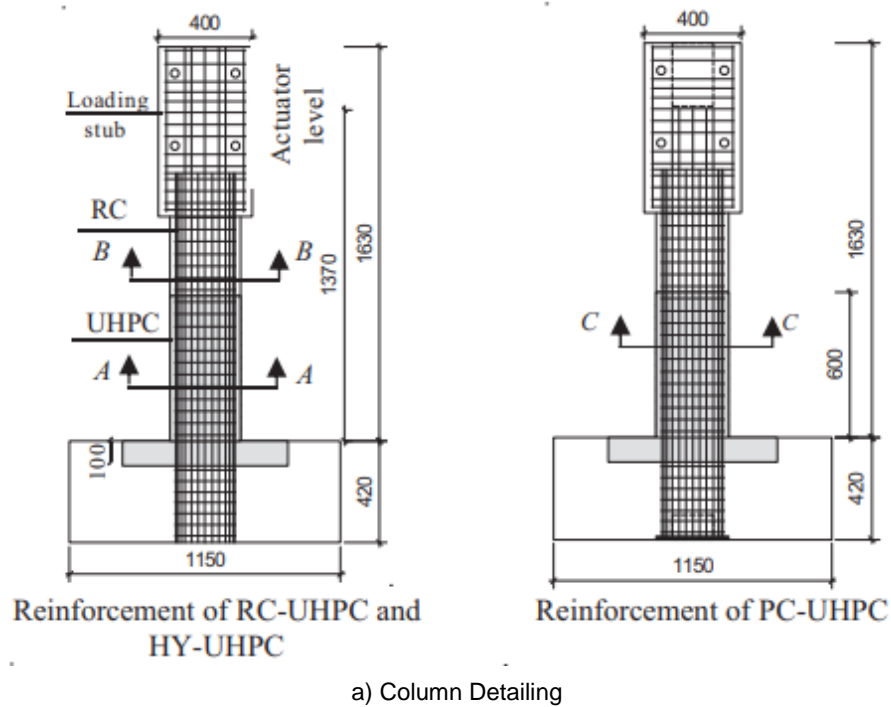 400
Loading
stub
Actuator
level
RC
B B
1370
1630
UHPC
A A
100
420
1150
Reinforcement of RC-UHPC and
HY-UHPC
400
1630
C C
600
420
1150
Reinforcement of PC-UHPC
a) Column Detailing